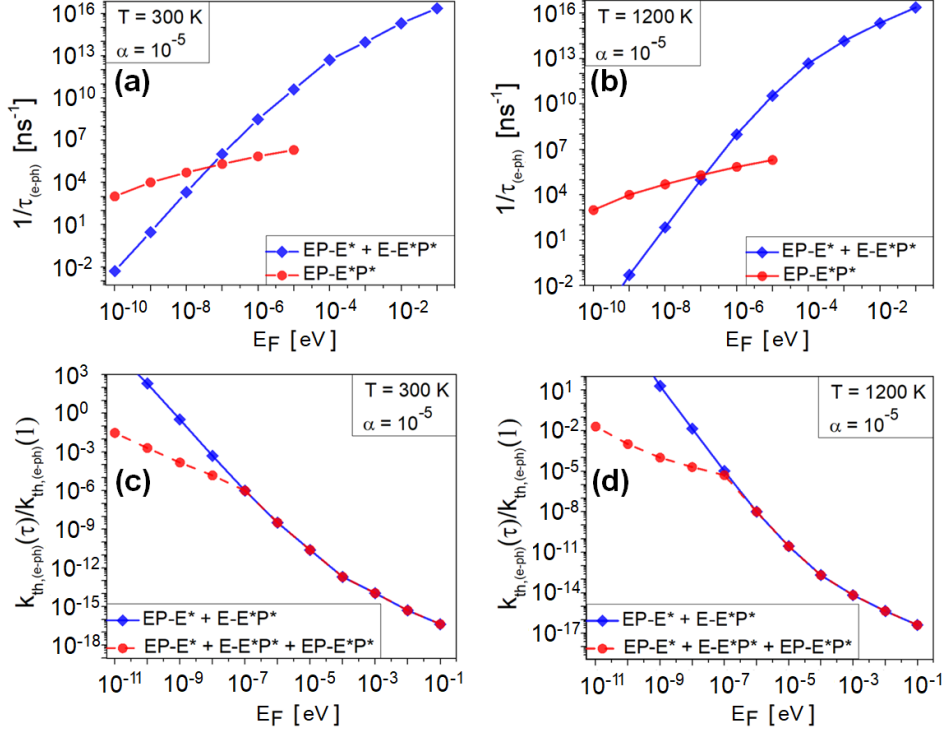 T = 300 K
α = 10^-5
(a)
1/τ(e-ph) [ns^-1]
10^16
10^13
10^10
10^7
10^4
10^1
10^-2
EP-E* + E-E*P*
EP-E*P*
10^-10 10^-8 10^-6 10^-4 10^-2
E_F [eV]
T = 1200 K
α = 10^-5
(b)
1/τ(e-ph) [ns^-1]
10^16
10^13
10^10
10^7
10^4
10^1
10^-2
EP-E* + E-E*P*
EP-E*P*
10^-10 10^-8 10^-6 10^-4 10^-2
E_F [eV]
T = 300 K
α = 10^-5
(c)
k_th,(e-ph)(τ)/k_th,(e-ph)(1)
10^3
10^0
10^-3
10^-6
10^-9
10^-12
10^-15
10^-18
EP-E* + E-E*P*
EP-E* + E-E*P* + EP-E*P*
10^-11 10^-9 10^-7 10^-5 10^-3 10^-1
E_F [eV]
T = 1200 K
α = 10^-5
(d)
k_th,(e-ph)(τ)/k_th,(e-ph)(1)
10^1
10^-2
10^-5
10^-8
10^-11
10^-14
10^-17
EP-E* + E-E*P*
EP-E* + E-E*P* + EP-E*P*
10^-11 10^-9 10^-7 10^-5 10^-3 10^-1
E_F [eV]